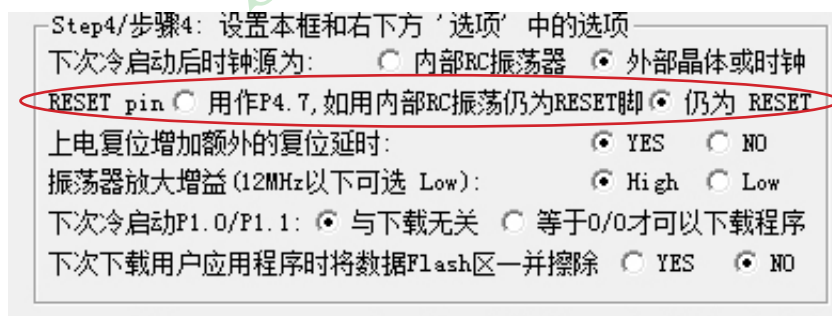 Step4/步骤4: 设置本框和右下方 '选项' 中的选项
下次冷启动后时钟源为: 内部RC振荡器 外部晶体或时钟
RESET pin 用作P4.7,如用内部RC振荡仍为RESET脚 仍为 RESET
上电复位增加额外的复位延时: YES NO
振荡器放大增益(12MHz以下可选 Low): High Low
下次冷启动P1.0/P1.1: 与下载无关 等于0/0才可以下载程序
下次下载用户应用程序时将数据Flash区一并擦除 YES NO